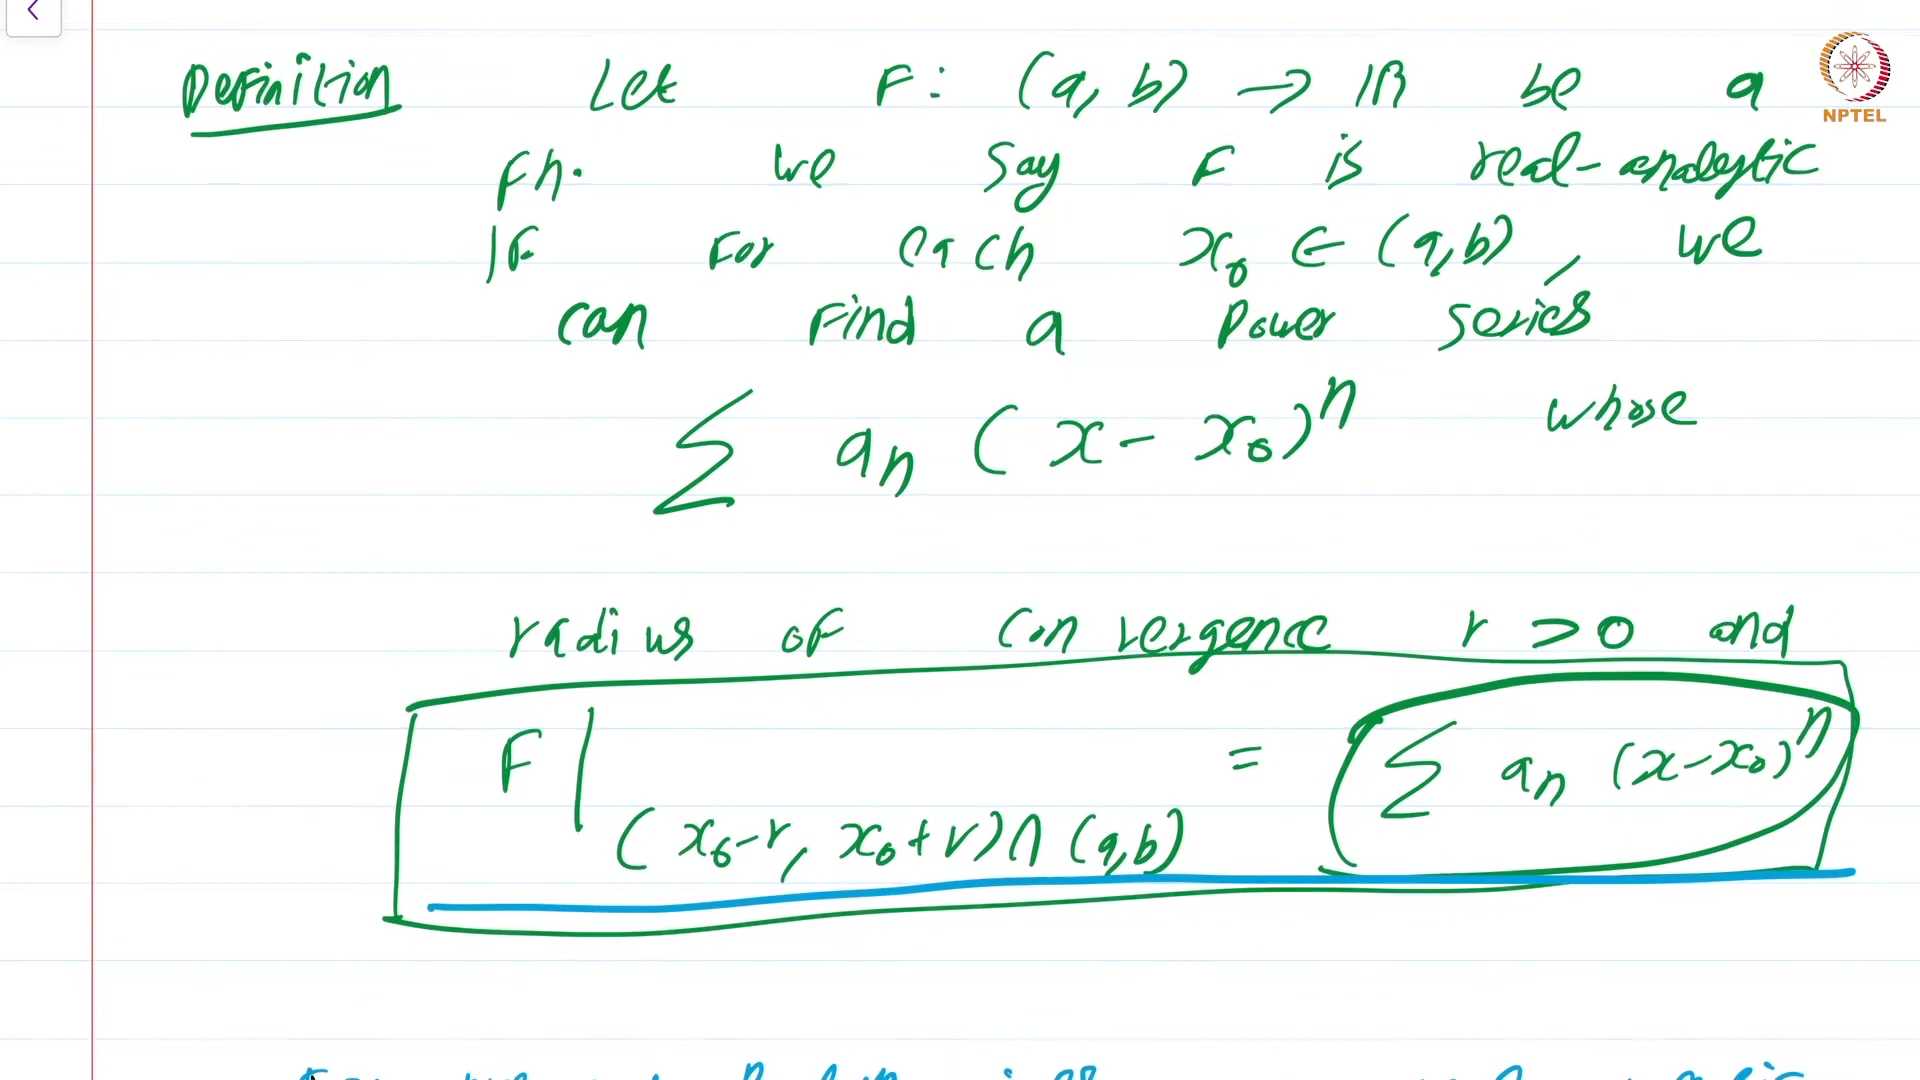 Definition Let F: (a, b) → ℝ be a
Fn. we say F is real-analytic
IF For each x₀ ∈ (a,b), we
can Find a Power series
∑ aₙ (x - x₀)ⁿ whose
radius of convergence r > 0 and
F|_(x₀-r, x₀+r)∩(a,b) = ∑ aₙ (x-x₀)ⁿ
NPTEL